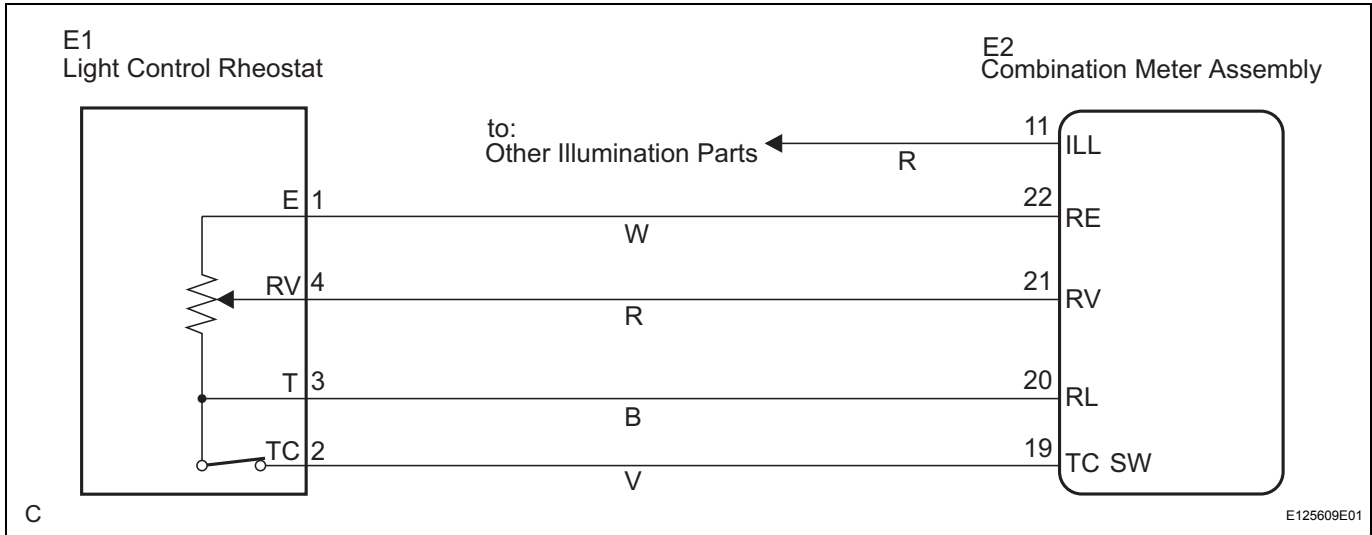 E1
Light Control Rheostat
E2
Combination Meter Assembly
to:
Other Illumination Parts
R
11
ILL
E 1
W
22
RE
RV 4
R
21
RV
T 3
B
20
RL
TC 2
V
19
TC SW
C
E125609E01